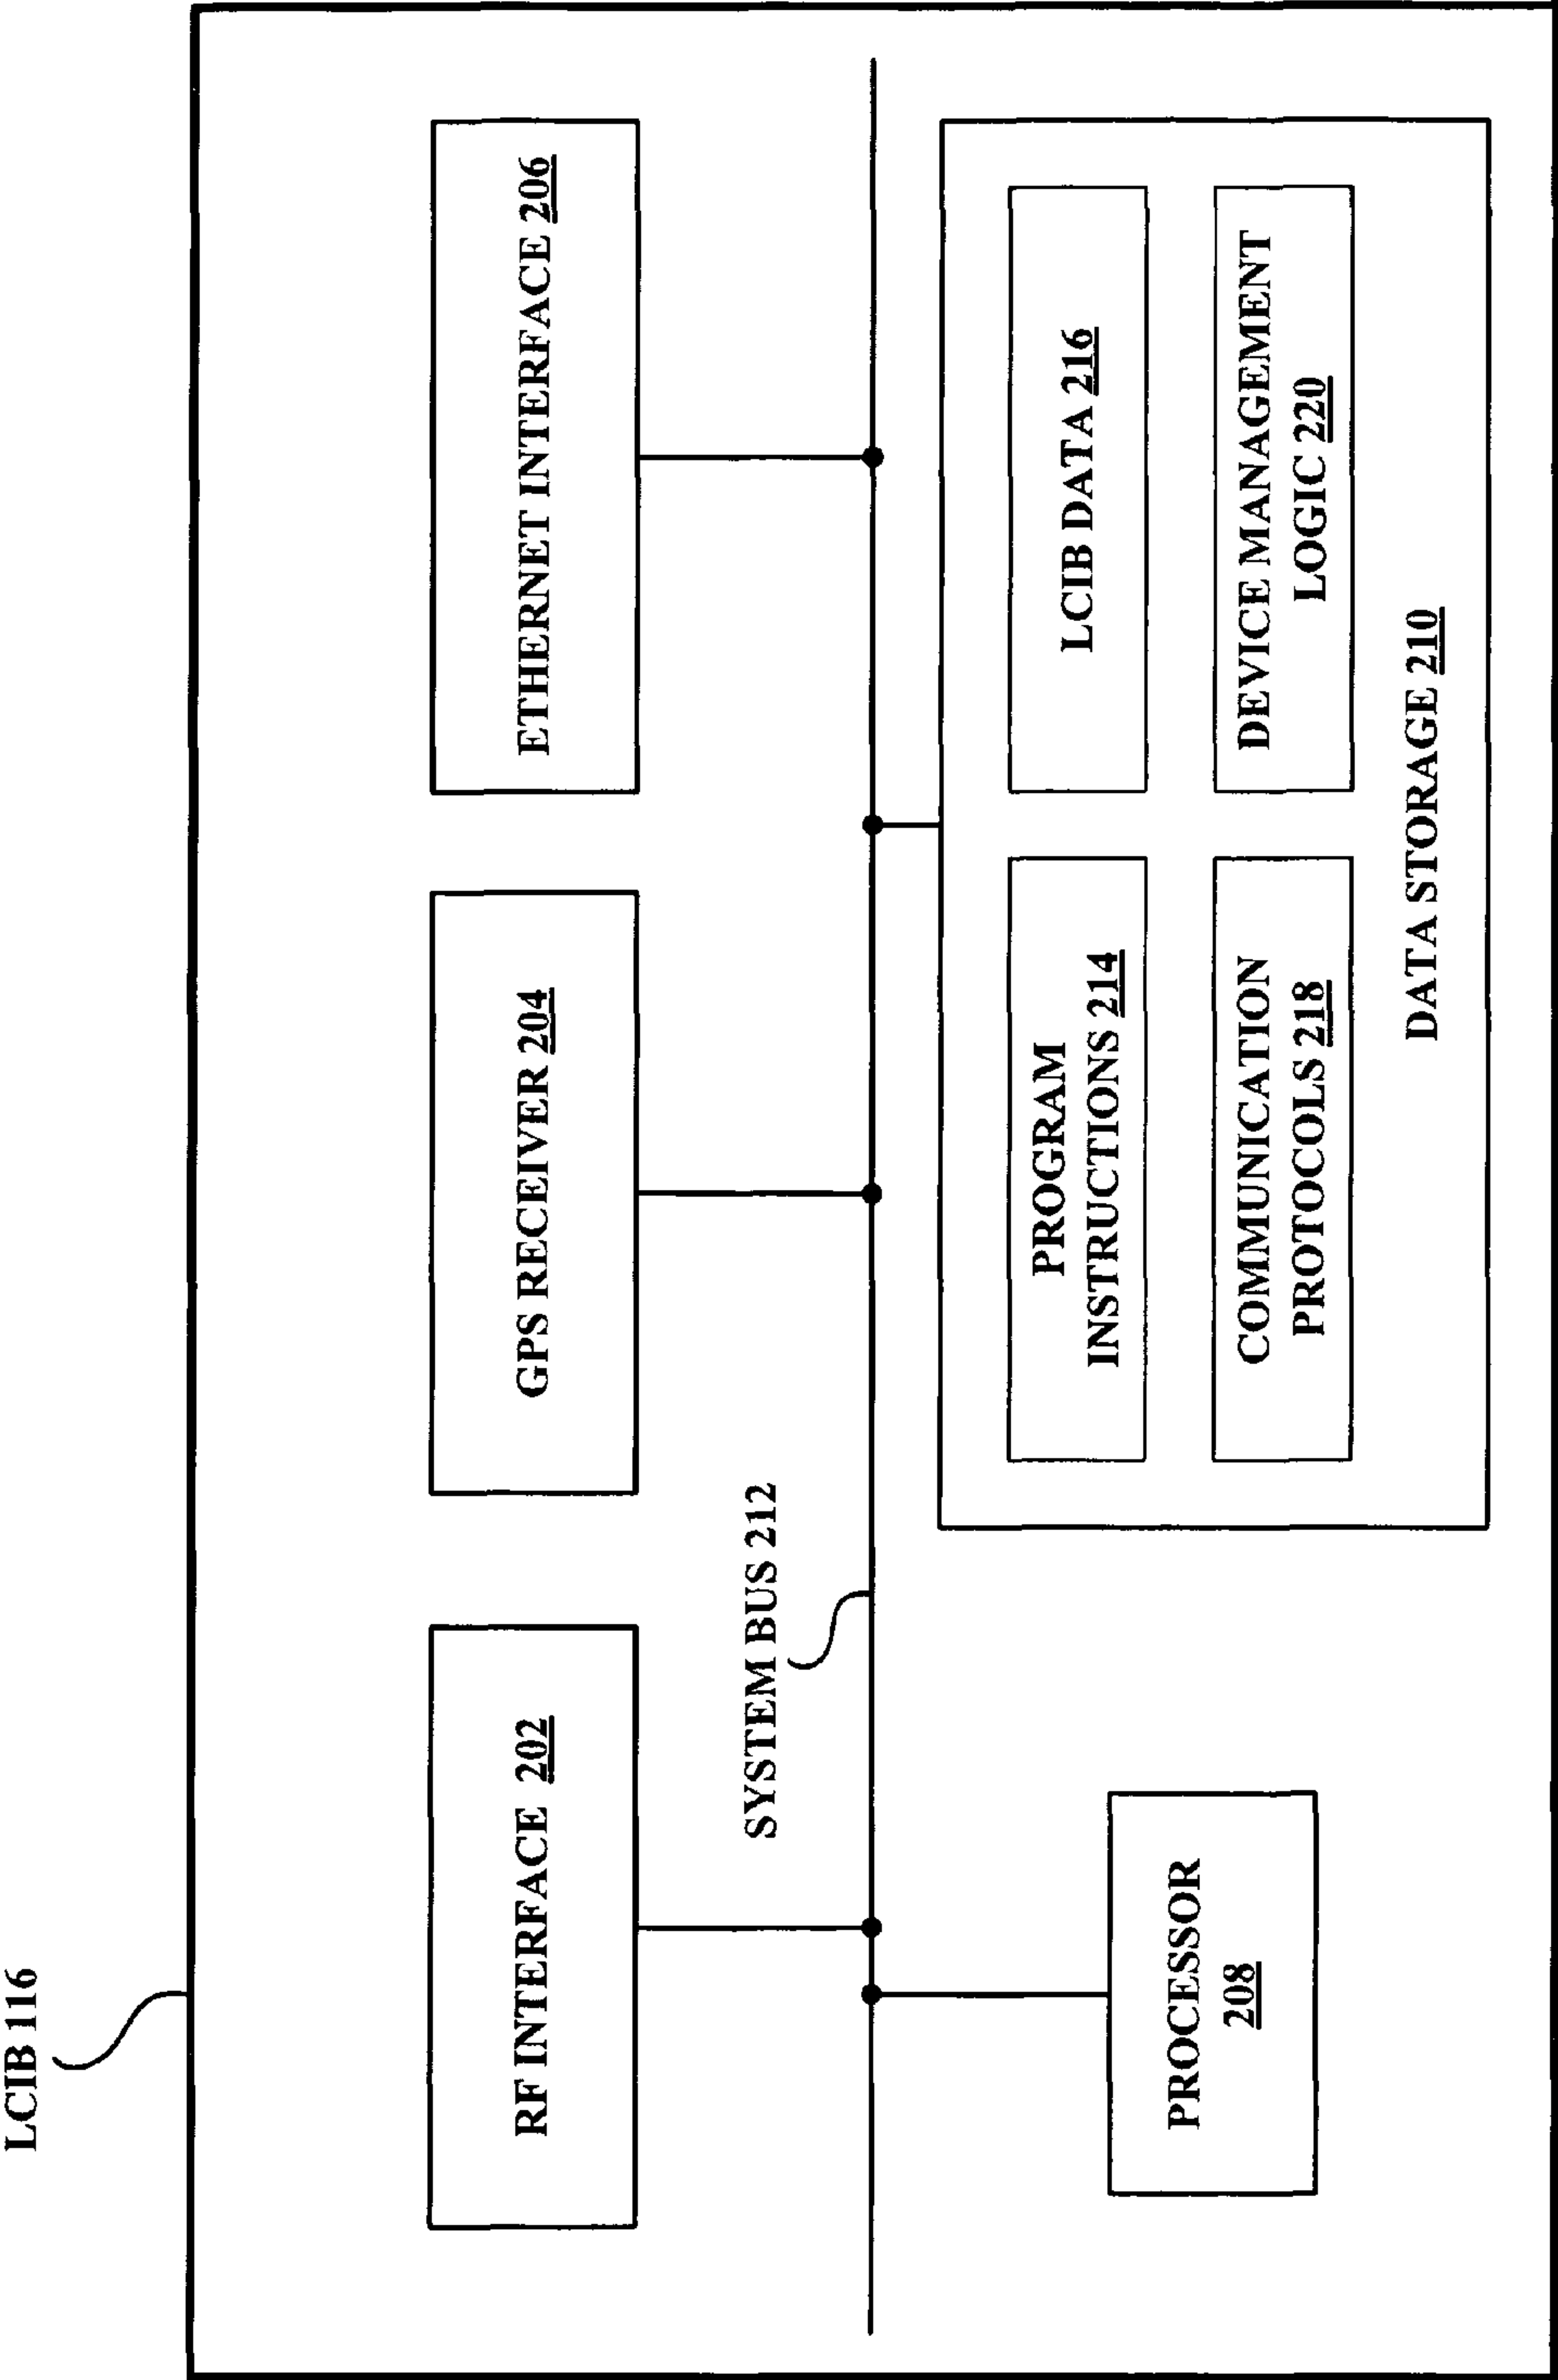 LCIB 116
RF INTERFACE 202
GPS RECEIVER 204
ETHERNET INTERFACE 206
SYSTEM BUS 212
PROCESSOR
208
PROGRAM
INSTRUCTIONS 214
LCIB DATA 216
COMMUNICATION
PROTOCOLS 218
DEVICE MANAGEMENT
LOGIC 220
DATA STORAGE 210